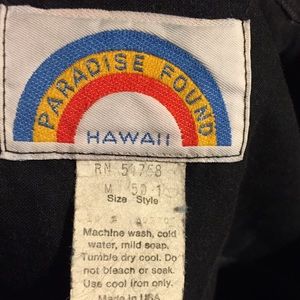 PARADISE FOUND
HAWAII
RN 51768
M
Size Style
Machine wash, cold
water, mild soap.
Tumble dry cool. Do
not bleach or soak.
Use cool iron only.
Made in USA